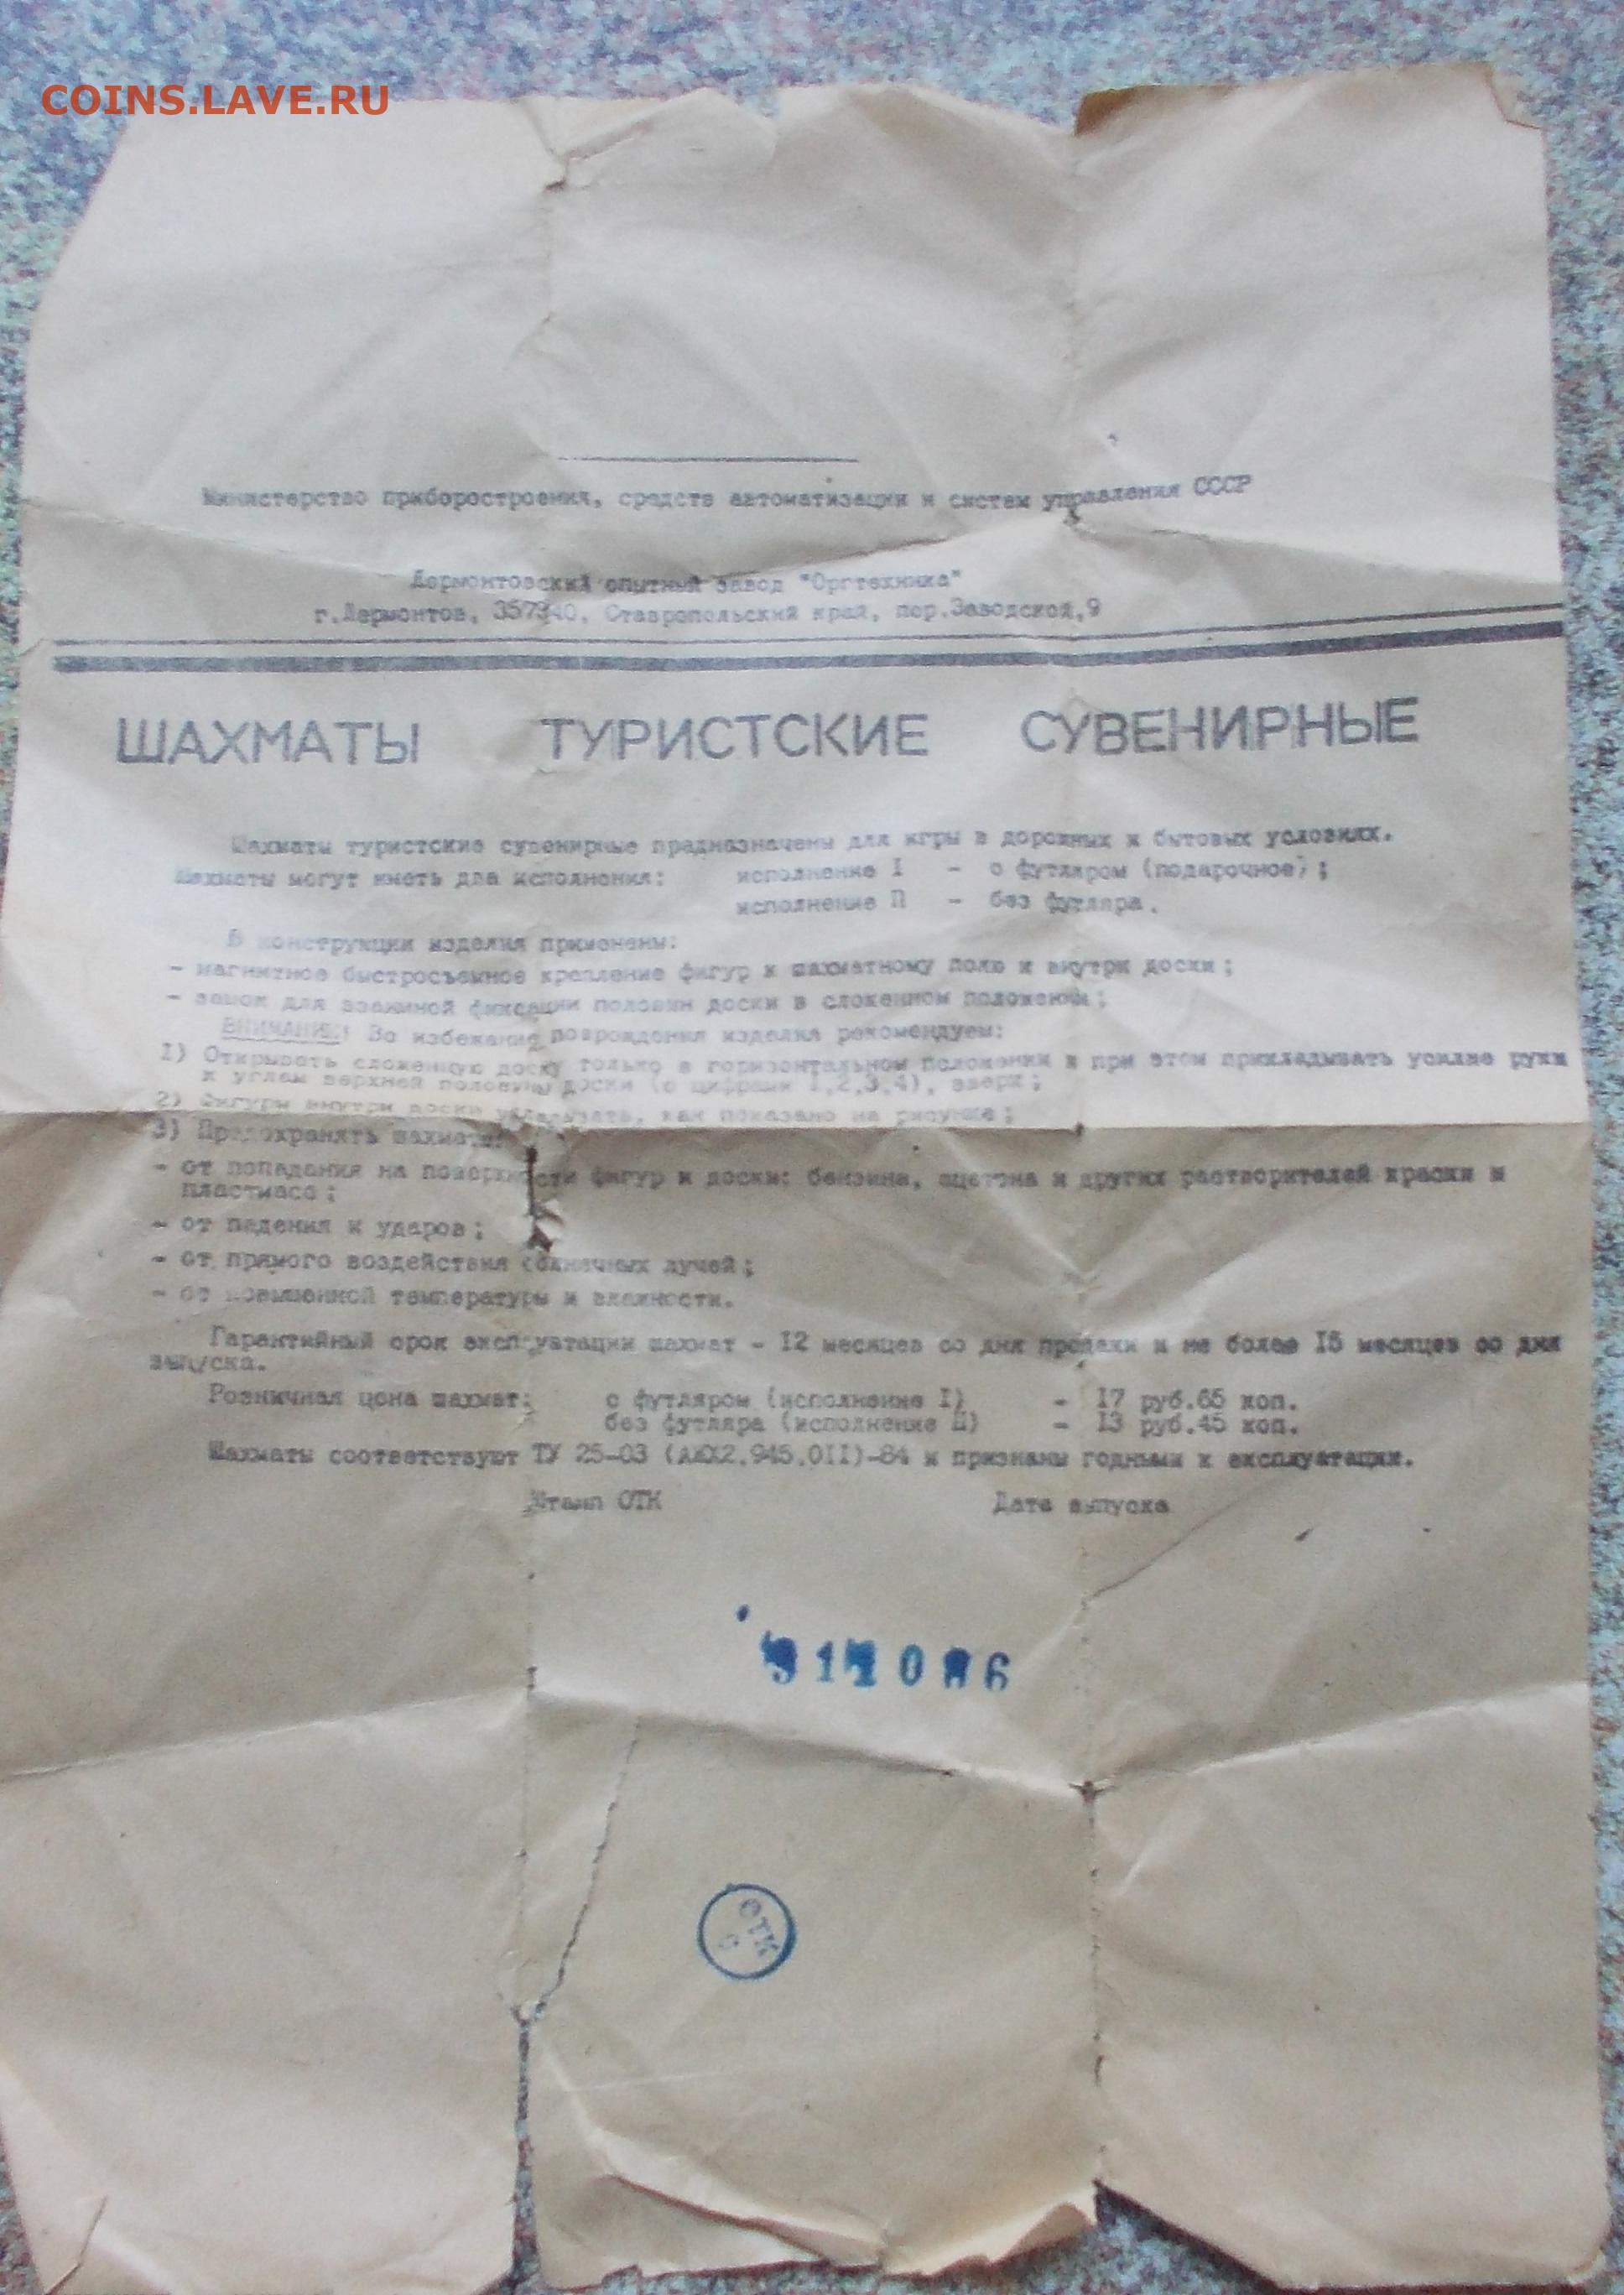 COINS.LAVE.RU
Министерство приборостроения, средств автоматизации и систем управления СССР
Лермонтовский опытный завод "Оргтехника"
г.Лермонтов, 357340, Ставропольский край, пер.Заводской,9
ШАХМАТЫ ТУРИСТСКИЕ СУВЕНИРНЫЕ
Шахматы туристские сувенирные предназначены для игры в дорожных и бытовых условиях.
Шахматы могут иметь два исполнения: исполнение I - с футляром (подарочное);
исполнение П - без футляра.
В конструкции изделия применены:
- магнитное быстросъемное крепление фигур к шахматному полю и внутри доски;
- замок для взаимной фиксации половин доски в сложенном положении;
ВНИМАНИЕ! Во избежание повреждения изделия рекомендуем:
1) Открывать сложенную доску только в горизонтальном положении и при этом прикладывать усилие руки
к углам верхней половины доски (с цифрами 1,2,3,4), вверх;
2) Фигуры внутри доски укладывать, как показано на рисунке;
3) Предохранять шахматы:
- от попадания на поверхности фигур и доски: бензина, ацетона и других растворителей краски и
пластмасс;
- от падения и ударов;
- от прямого воздействия солнечных лучей;
- от повышенной температуры и влажности.
Гарантийный срок эксплуатации шахмат - 12 месяцев со дня продажи и не более 15 месяцев со дня
выпуска.
Розничная цена шахмат: с футляром (исполнение I) - 17 руб.65 коп.
без футляра (исполнение П) - 13 руб.45 коп.
Шахматы соответствуют ТУ 25-03 (АЖХ2.945.0II)-84 и признаны годными к эксплуатации.
Штамп ОТК Дата выпуска
ОТК